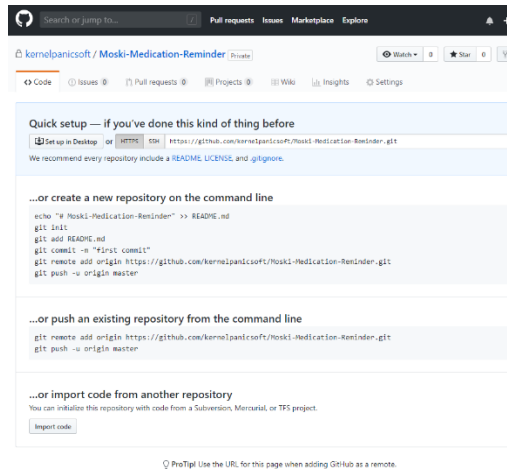 Search or jump to...
/
Pull requests Issues Marketplace Explore
kernelpanicsoft / Moski-Medication-Reminder Private
Watch 0 Star 0
Code Issues 0 Pull requests 0 Projects 0 Wiki Insights Settings
Quick setup — if you've done this kind of thing before
Set up in Desktop or HTTPS SSH https://github.com/kernelpanicsoft/Moski-Medication-Reminder.git
We recommend every repository include a README, LICENSE, and .gitignore.
...or create a new repository on the command line
echo "# Moski-Medication-Reminder" >> README.md
git init
git add README.md
git commit -m "first commit"
git remote add origin https://github.com/kernelpanicsoft/Moski-Medication-Reminder.git
git push -u origin master
...or push an existing repository from the command line
git remote add origin https://github.com/kernelpanicsoft/Moski-Medication-Reminder.git
git push -u origin master
...or import code from another repository
You can initialize this repository with code from a Subversion, Mercurial, or TFS project.
Import code
ProTip! Use the URL for this page when adding GitHub as a remote.